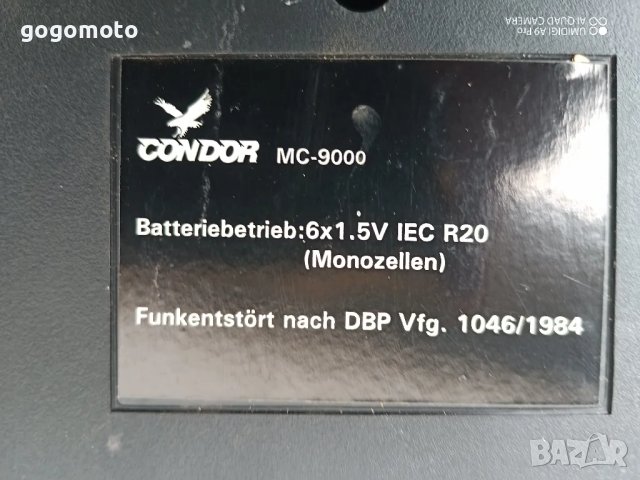 gogomoto
UMIDIGI A9 Pro
AI QUAD CAMERA
CONDOR MC-9000
Batteriebetrieb:6x1.5V IEC R20
(Monozellen)
Funkentstört nach DBP Vfg. 1046/1984
BAZAR